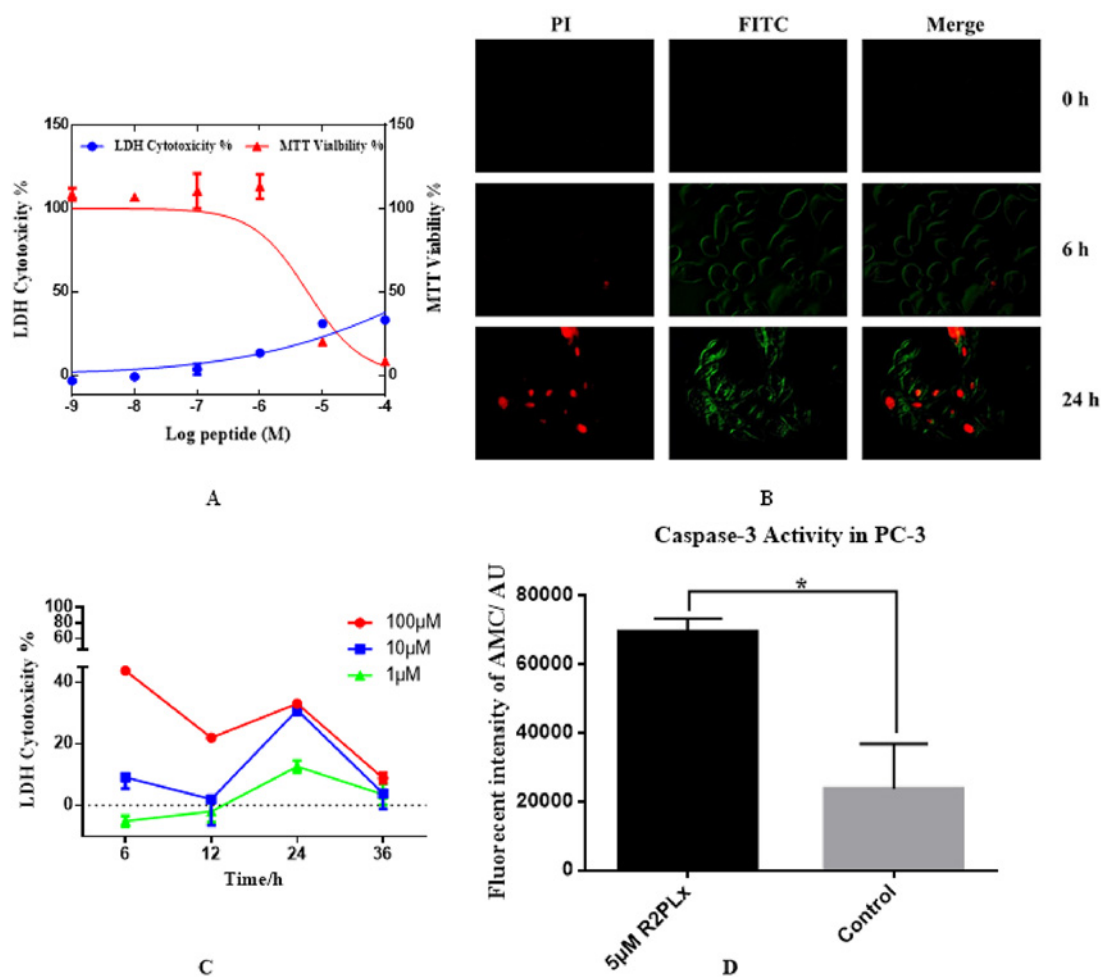 PI FITC Merge
0 h
6 h
24 h
B
150 150
LDH Cytotoxicity % MTT Vialbility %
100 100
50 50
0 0
-9 -8 -7 -6 -5 -4
Log peptide (M)
LDH Cytotoxicity %
MTT Viability %
A
100
80
60
40
20
0
100µM
10µM
1µM
6 12 24 36
Time/h
LDH Cytotoxicity %
C
Caspase-3 Activity in PC-3
*
80000
60000
40000
20000
0
Fluorecent intensity of AMC/ AU
5µM R2PLx
Control
D